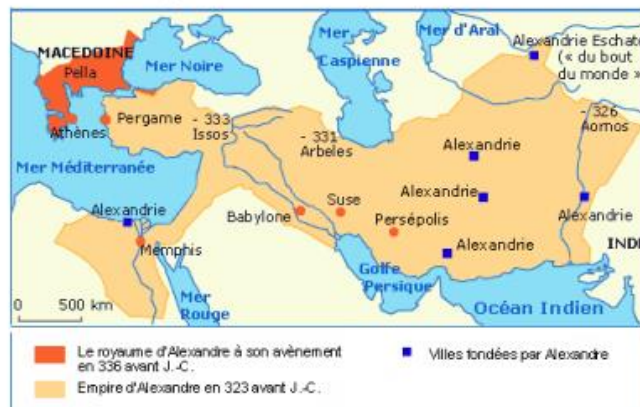 MACEDOINE
Pella
Athènes
Pergame
Mer Noire
Mer
Caspienne
Mer d'Aral
Alexandrie Eschate
(« du bout
du monde »
- 333
Issos
- 331
Arbeles
- 326
Aornos
Mer Méditerranée
Alexandrie
Memphis
Babylone
Suse
Persépolis
Alexandrie
Alexandrie
Alexandrie
Alexandrie
IND
Golfe
Persique
Mer
Rouge
Océan Indien
0 500 km
Le royaume d'Alexandre à son avènement
en 336 avant J.-C.
Empire d'Alexandre en 323 avant J.-C.
Villes fondées par Alexandre